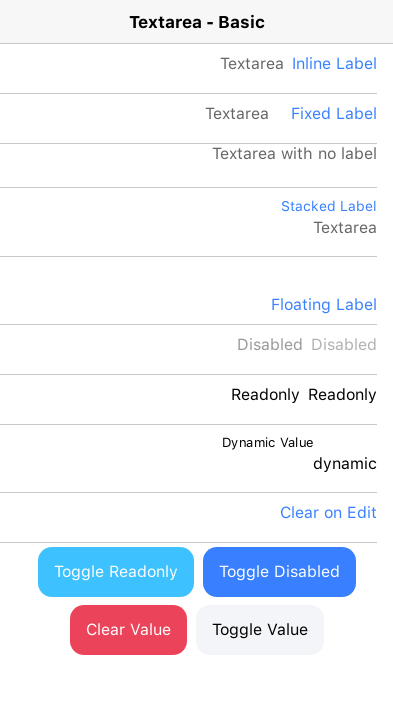 Textarea - Basic
Textarea Inline Label
Textarea Fixed Label
Textarea with no label
Stacked Label
Textarea
Floating Label
Disabled Disabled
Readonly Readonly
Dynamic Value
dynamic
Clear on Edit
Toggle Readonly Toggle Disabled
Clear Value Toggle Value